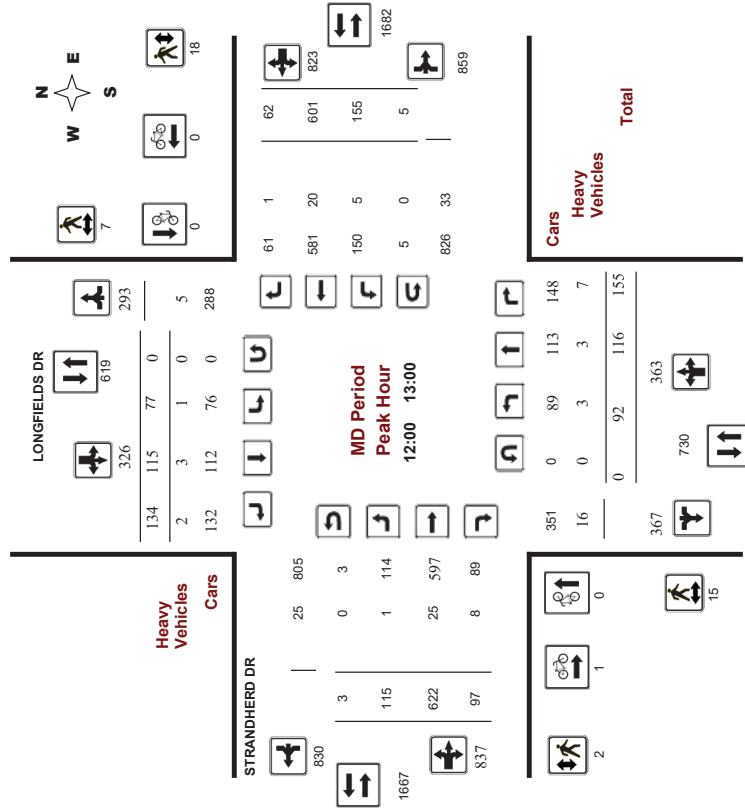 N
W E
S
18
0
7
0
LONGFIELDS DR
619
326
293
134 115 77 0
2 3 1 0 5
132 112 76 0 288
Heavy
Vehicles
Cars
1682
823
859
62
601
155
5
61 1
581 20
150 5
5 0
826 33
MD Period
Peak Hour
12:00 13:00
STRANDHERD DR
25 805
0 3
1 114
25 597
8 89
3
115
622
97
830
1667
837
Cars
Heavy
Vehicles
Total
351 0 89 113 148
16 0 3 3 7
0 92 116 155
367
730
363
2
1
0
15